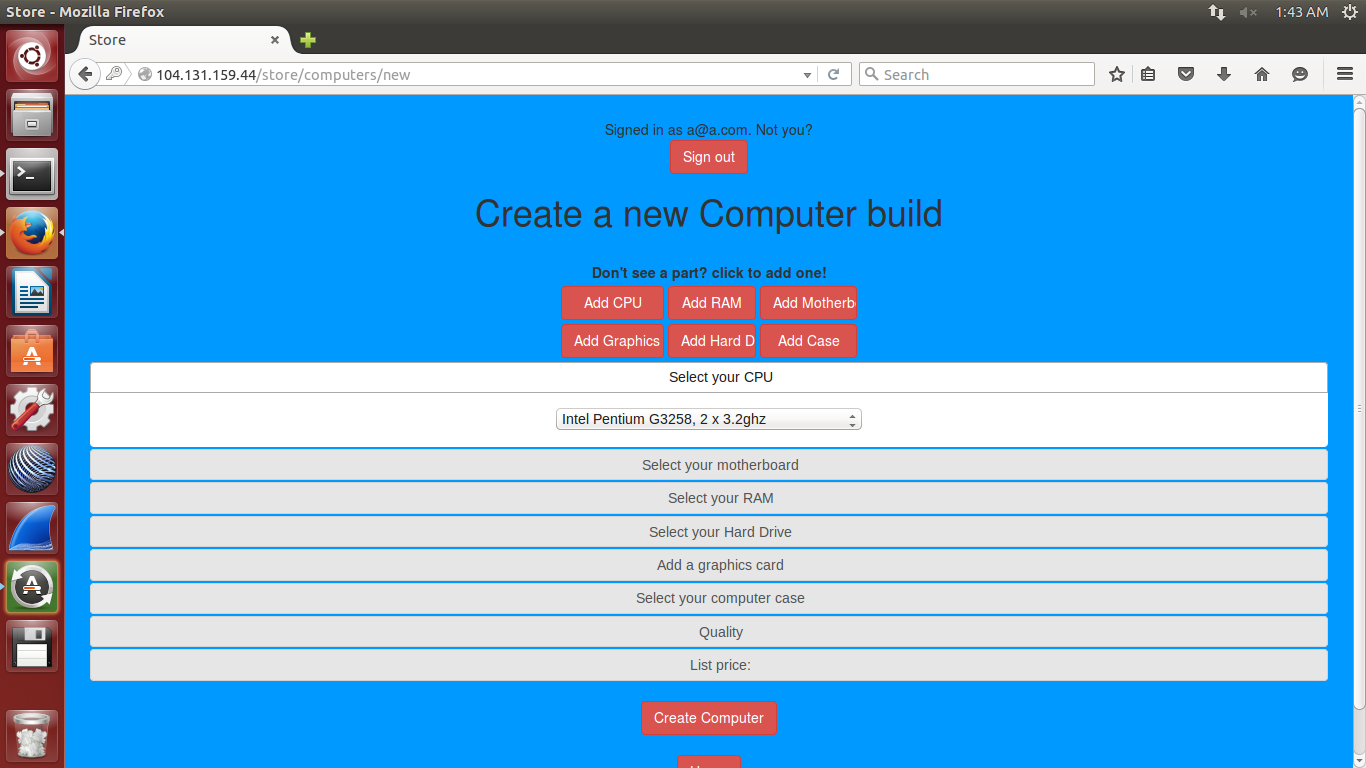 Store - Mozilla Firefox
1:43 AM
Store
104.131.159.44/store/computers/new
Search
Signed in as a@a.com. Not you?
Sign out
Create a new Computer build
Don't see a part? click to add one!
Add CPU Add RAM Add Motherb
Add Graphics Add Hard D Add Case
Select your CPU
Intel Pentium G3258, 2 x 3.2ghz
Select your motherboard
Select your RAM
Select your Hard Drive
Add a graphics card
Select your computer case
Quality
List price:
Create Computer